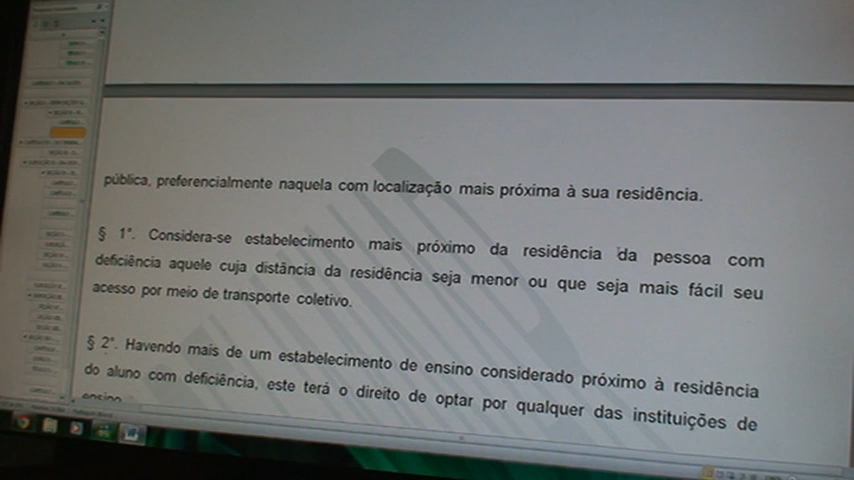 pública, preferencialmente naquela com localização mais próxima à sua residência.
§ 1°. Considera-se estabelecimento mais próximo da residência da pessoa com
deficiência aquele cuja distância da residência seja menor ou que seja mais fácil seu
acesso por meio de transporte coletivo.
§ 2°. Havendo mais de um estabelecimento de ensino considerado próximo à residência
do aluno com deficiência, este terá o direito de optar por qualquer das instituições de
ensino